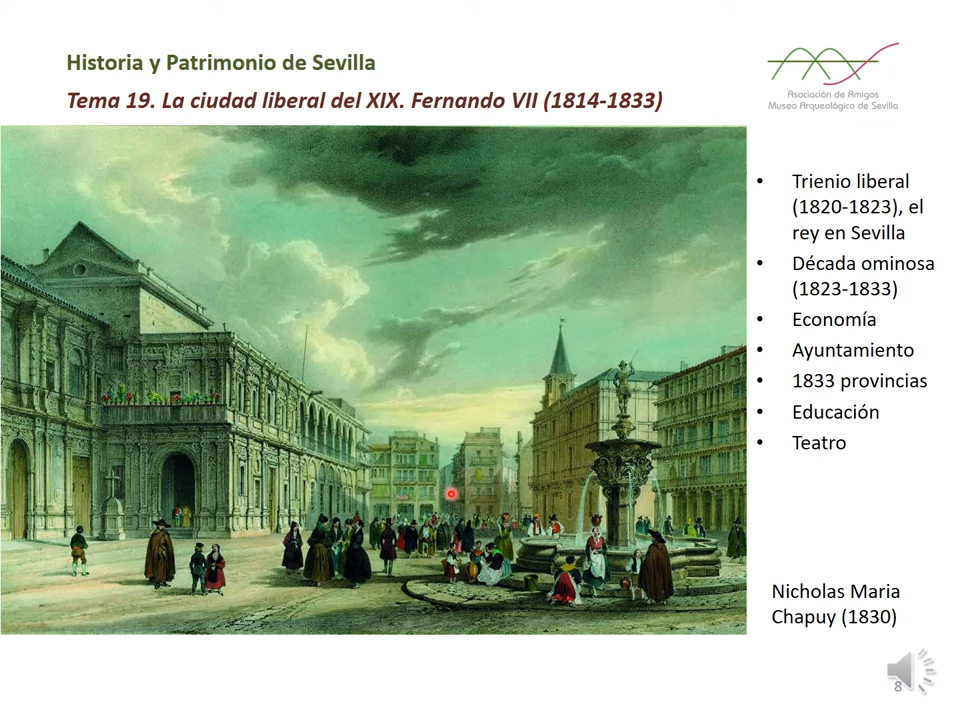 Historia y Patrimonio de Sevilla
Tema 19. La ciudad liberal del XIX. Fernando VII (1814-1833)
Asociación de Amigos
Museo Arqueológico de Sevilla
• Trienio liberal
(1820-1823), el
rey en Sevilla
• Década ominosa
(1823-1833)
• Economía
• Ayuntamiento
• 1833 provincias
• Educación
• Teatro
Nicholas Maria
Chapuy (1830)
8